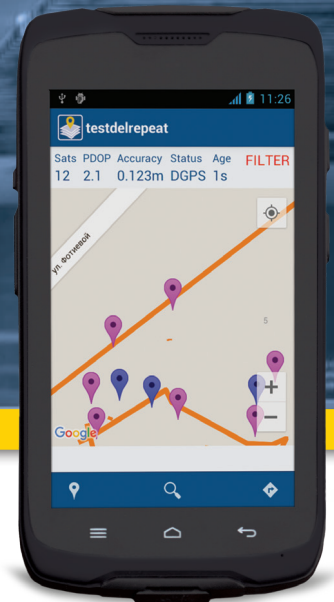 11:26
testdelrepeat
Sats PDOP Accuracy Status Age FILTER
12 2.1 0.123m DGPS 1s
ул. Фотиевой
5
+
−
Google